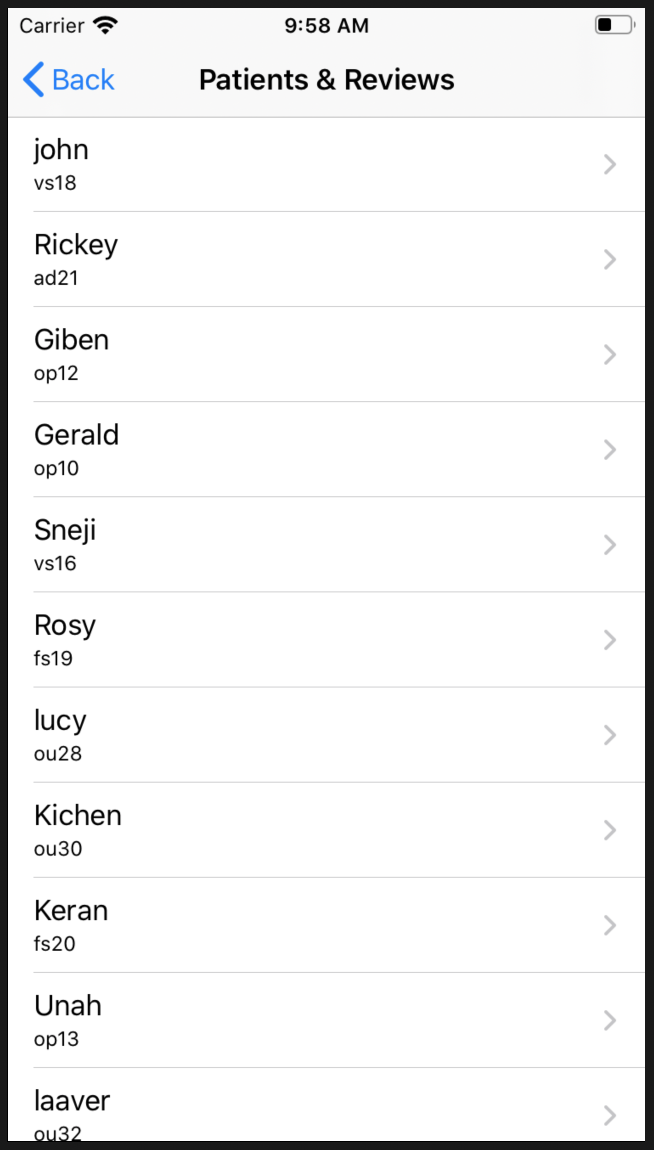 Carrier 9:58 AM
Back Patients & Reviews
john
vs18
Rickey
ad21
Giben
op12
Gerald
op10
Sneji
vs16
Rosy
fs19
lucy
ou28
Kichen
ou30
Keran
fs20
Unah
op13
laaver
ou32